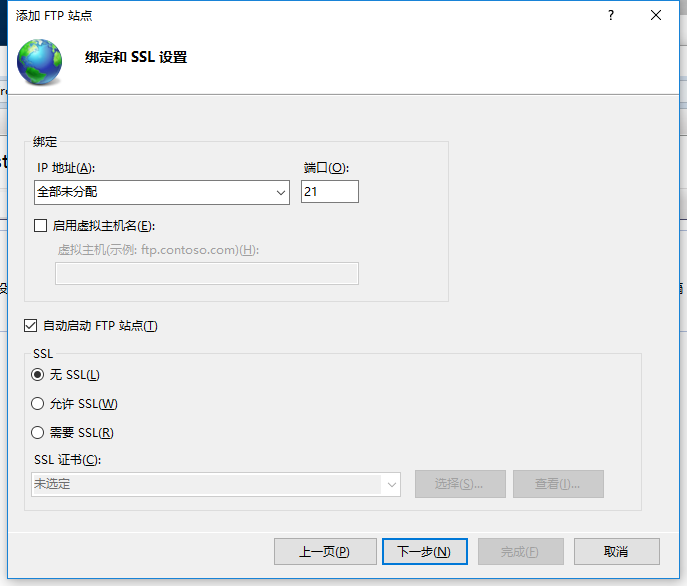 添加 FTP 站点
绑定和 SSL 设置
绑定
IP 地址(A):
端口(O):
全部未分配
21
启用虚拟主机名(E):
虚拟主机(示例: ftp.contoso.com)(H):
自动启动 FTP 站点(T)
SSL
无 SSL(L)
允许 SSL(W)
需要 SSL(R)
SSL 证书(C):
未选定
选择(S)...
查看(I)...
上一页(P)
下一步(N)
完成(F)
取消